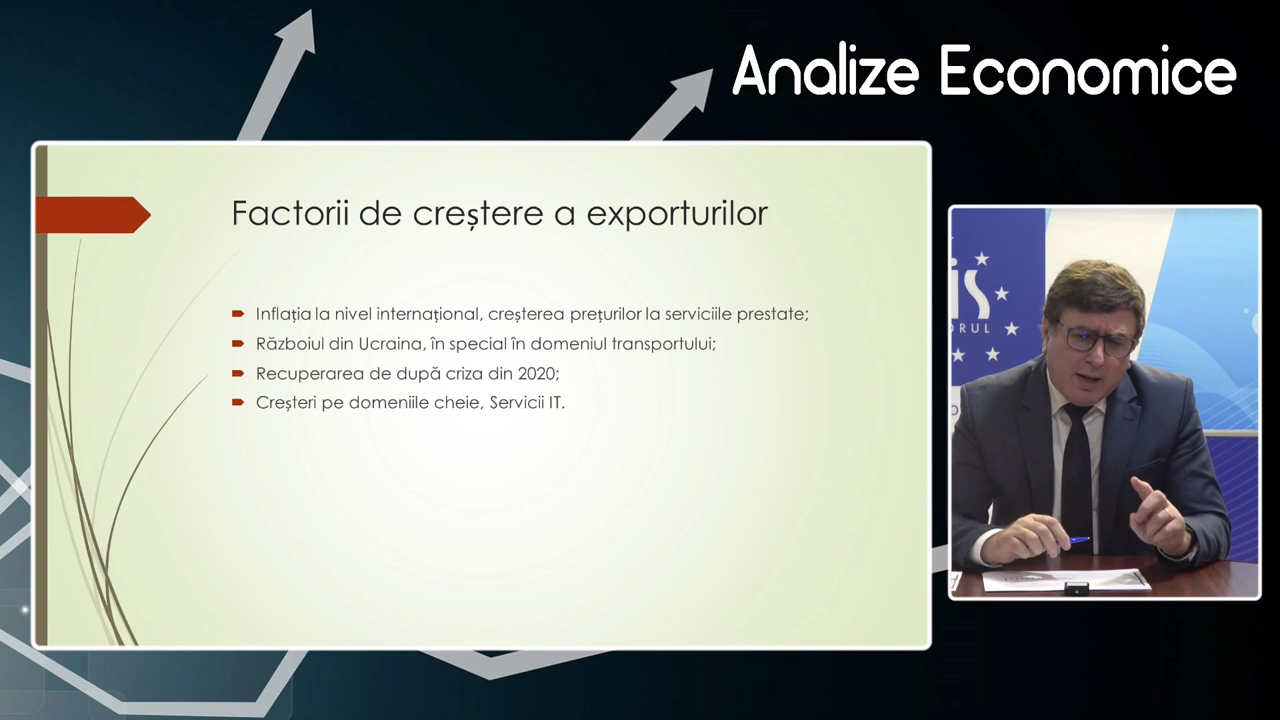 Analize Economice
Factorii de creștere a exporturilor
Inflația la nivel internațional, creșterea prețurilor la serviciile prestate;
Războiul din Ucraina, în special în domeniul transportului;
Recuperarea de după criza din 2020;
Creșteri pe domeniile cheie, Servicii IT.